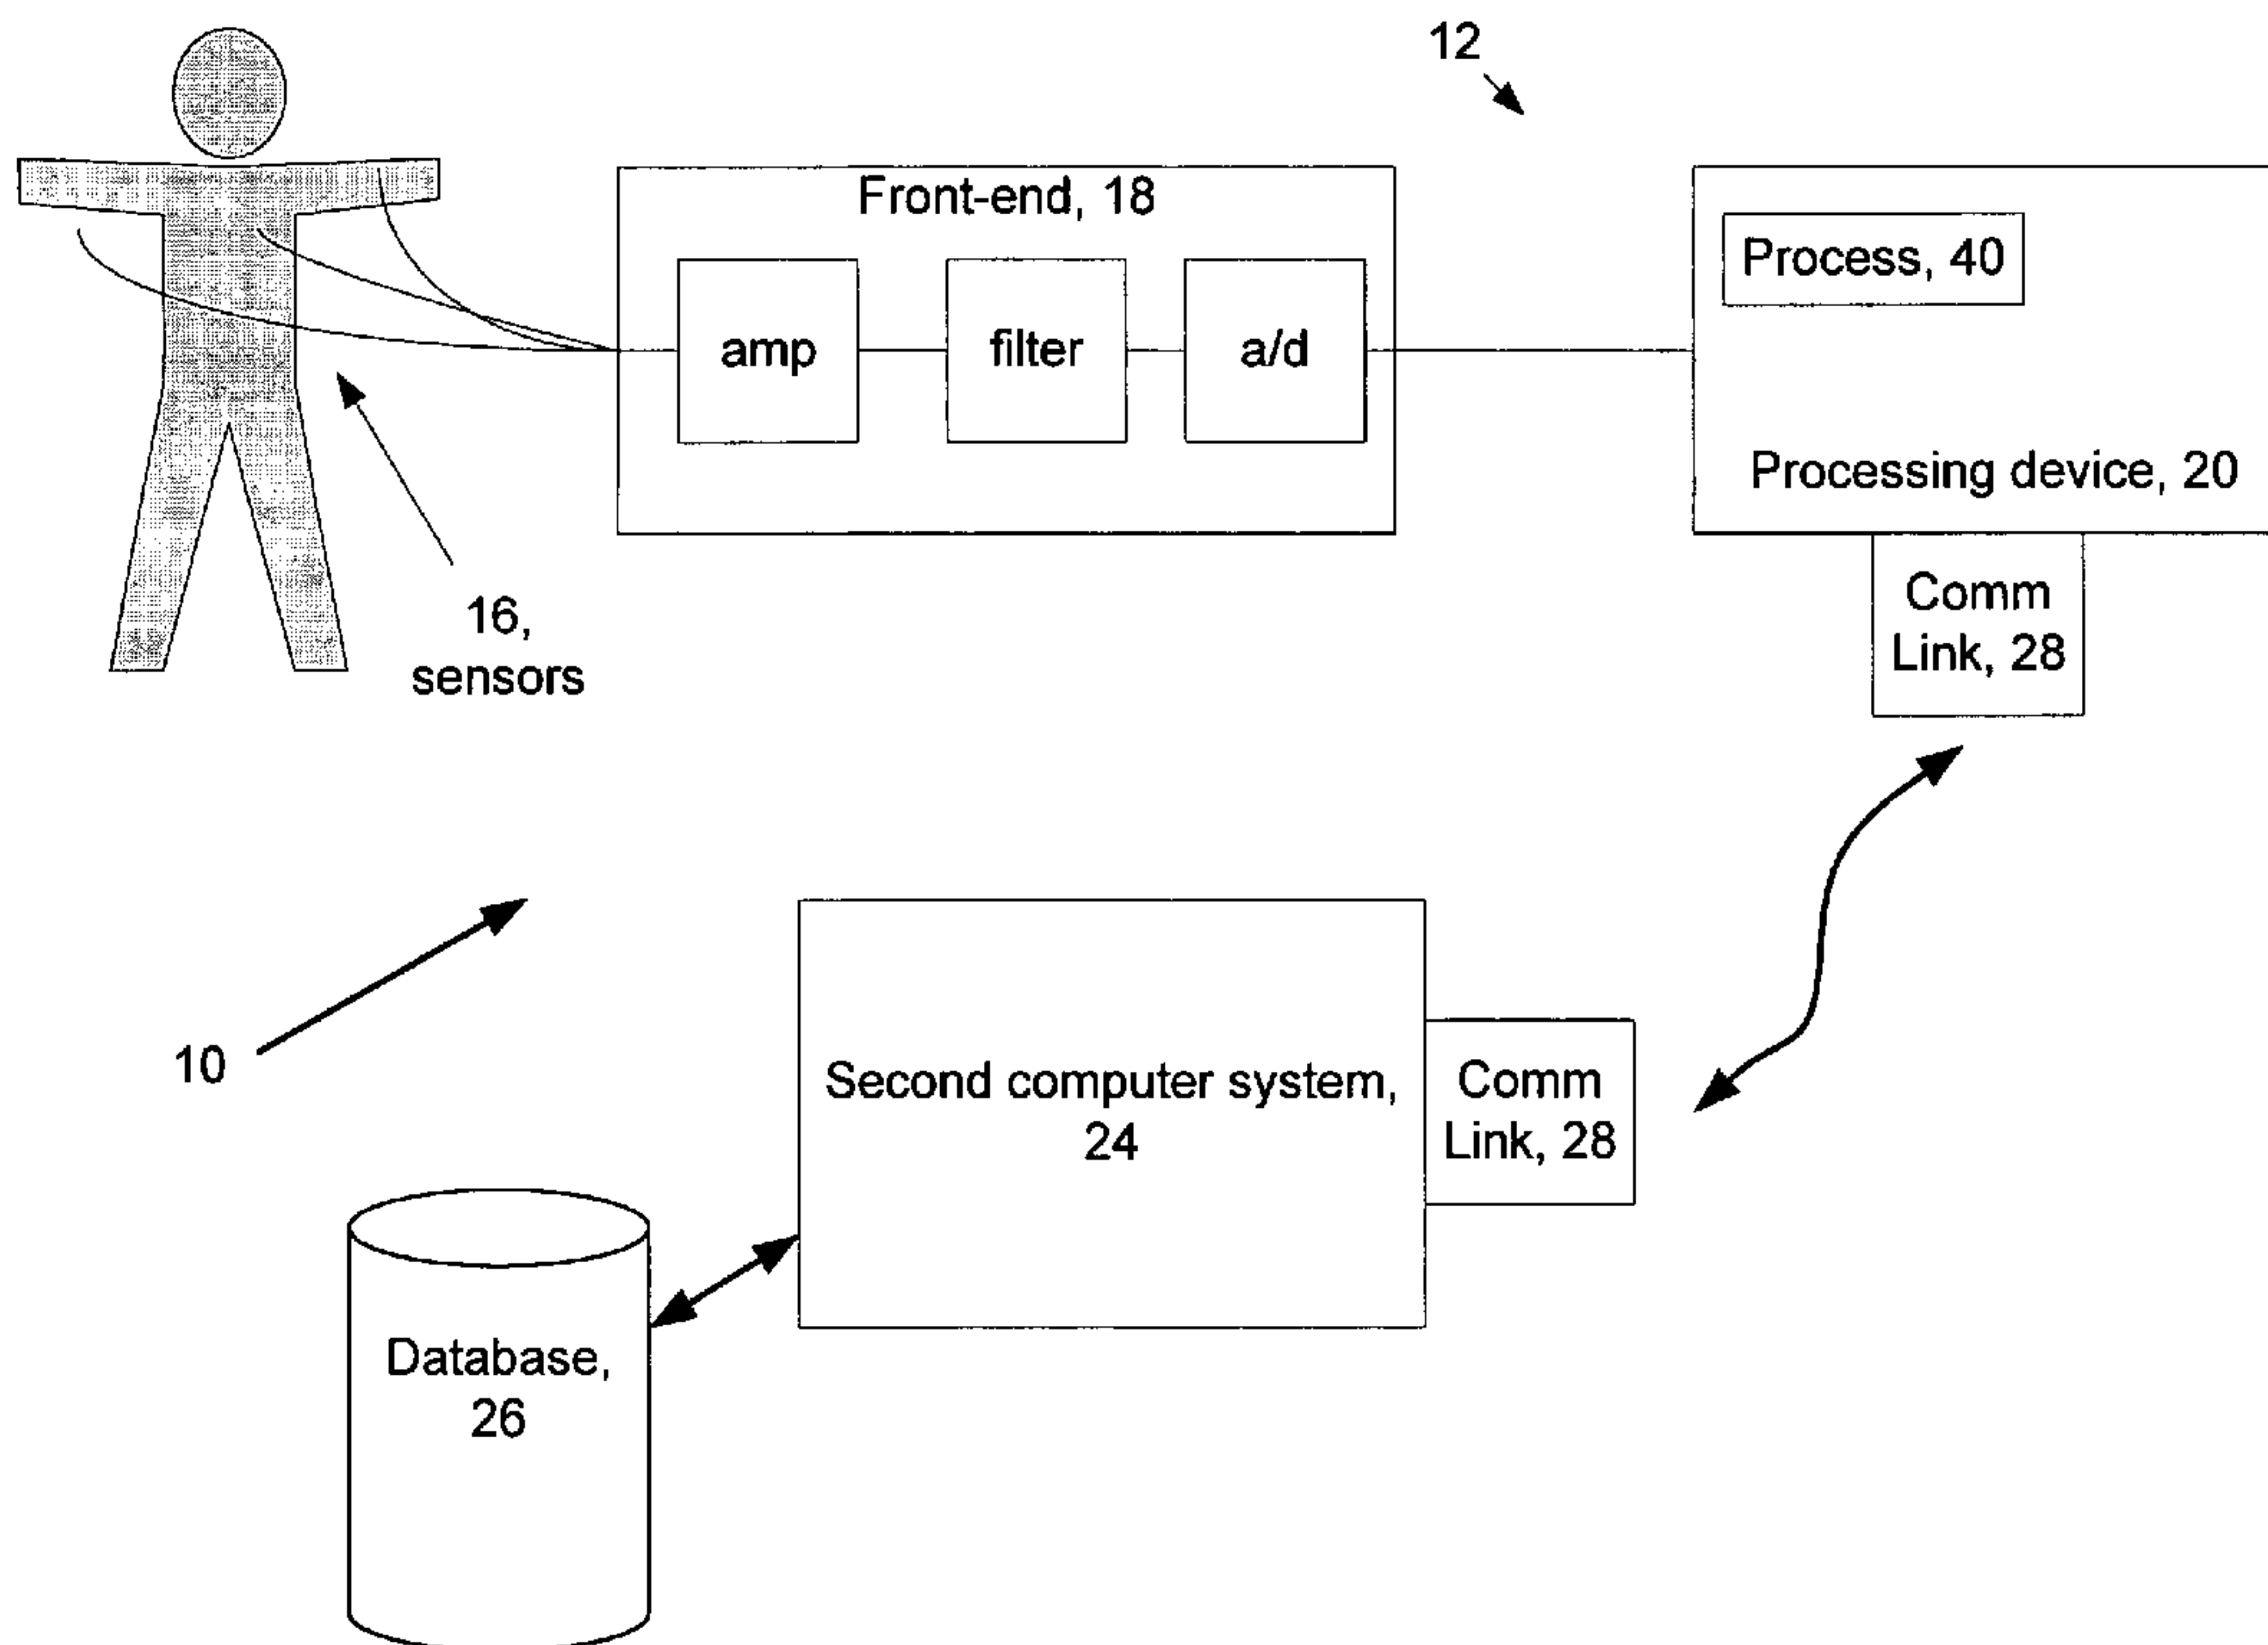 12
Front-end, 18
Process, 40
amp
filter
a/d
Processing device, 20
Comm
Link, 28
16,
sensors
10
Second computer system,
24
Comm
Link, 28
Database,
26